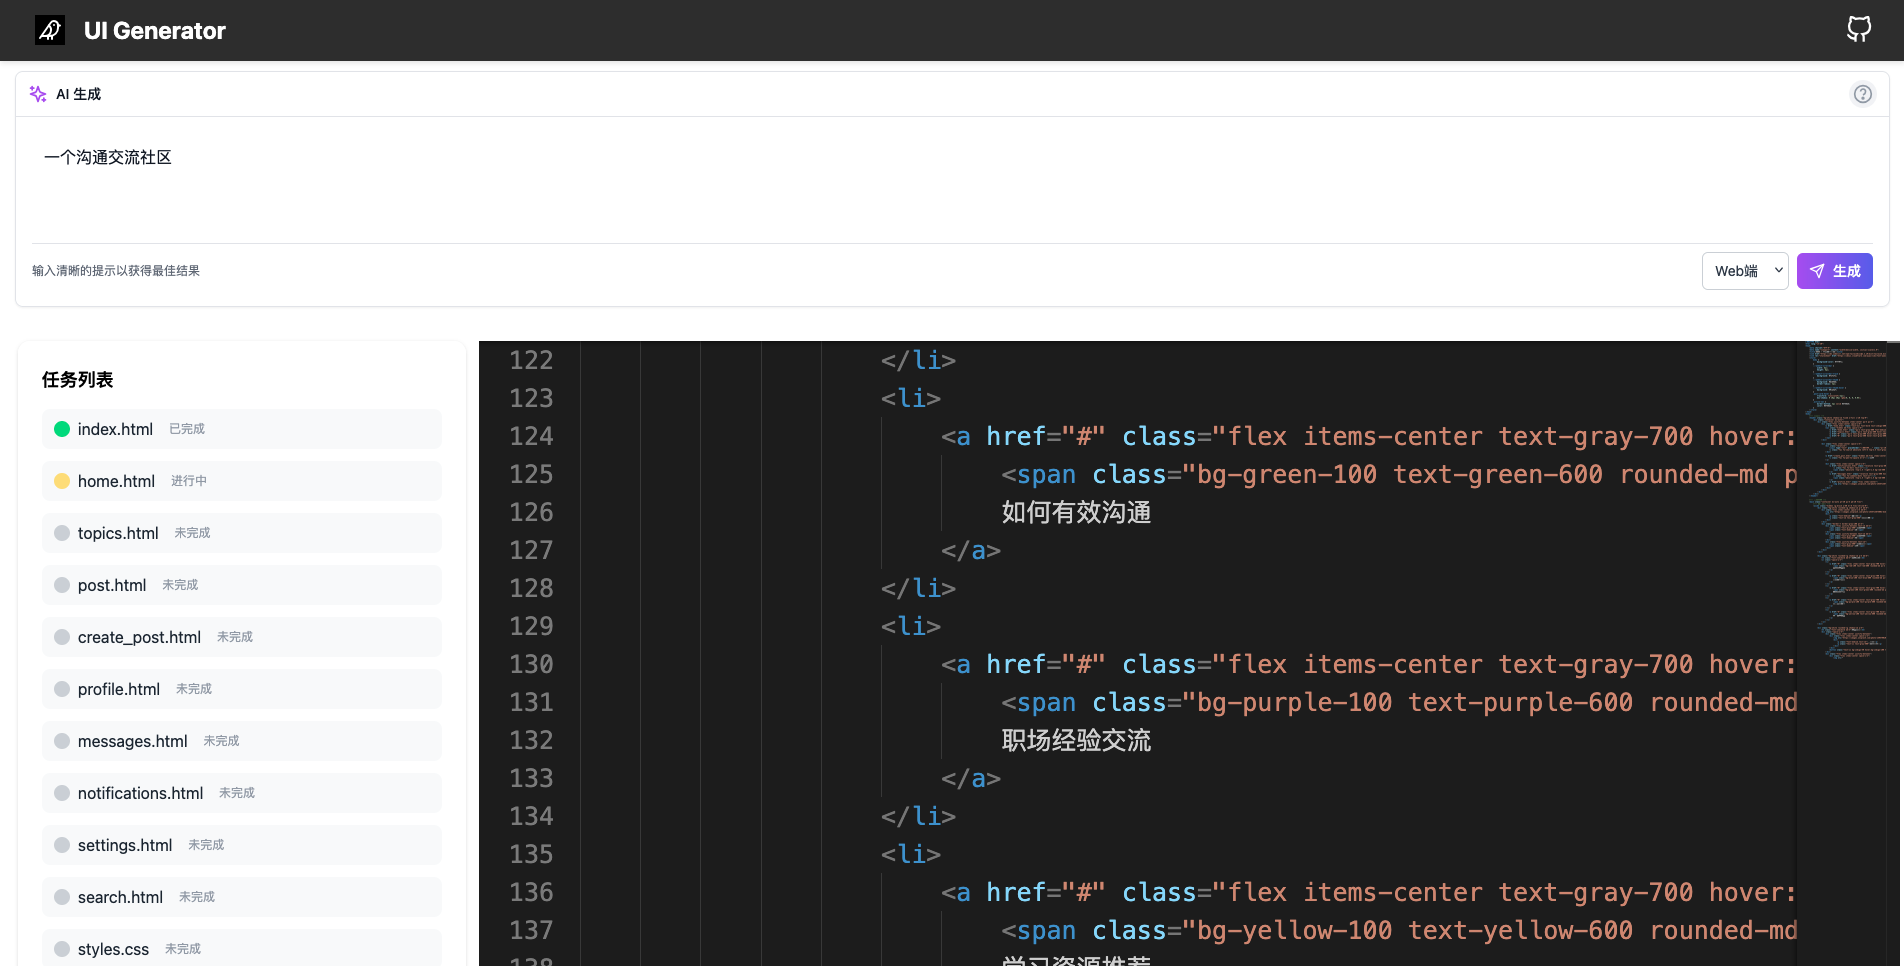 UI Generator
AI 生成
一个沟通交流社区
输入清晰的提示以获得最佳结果
Web端
生成
任务列表
index.html 已完成
home.html 进行中
topics.html 未完成
post.html 未完成
create_post.html 未完成
profile.html 未完成
messages.html 未完成
notifications.html 未完成
settings.html 未完成
search.html 未完成
styles.css 未完成
122 </li>
123 <li>
124 <a href="#" class="flex items-center text-gray-700 hover:
125 <span class="bg-green-100 text-green-600 rounded-md p
126 如何有效沟通
127 </a>
128 </li>
129 <li>
130 <a href="#" class="flex items-center text-gray-700 hover:
131 <span class="bg-purple-100 text-purple-600 rounded-md
132 职场经验交流
133 </a>
134 </li>
135 <li>
136 <a href="#" class="flex items-center text-gray-700 hover:
137 <span class="bg-yellow-100 text-yellow-600 rounded-md
138 学习资源推荐